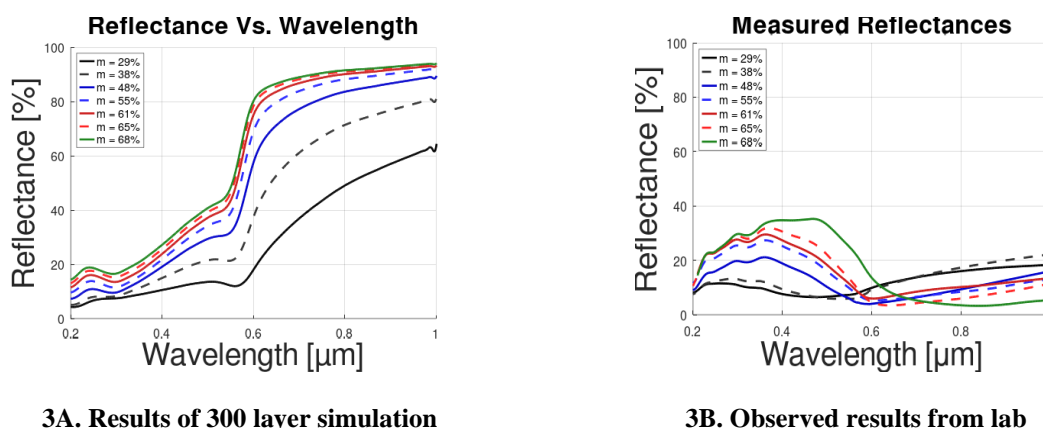 Reflectance Vs. Wavelength
Reflectance [%]
100
80
60
40
20
0
m = 29%
m = 38%
m = 48%
m = 55%
m = 61%
m = 65%
m = 68%
0.2
0.4
0.6
0.8
1
Wavelength [µm]
3A. Results of 300 layer simulation
Measured Reflectances
Reflectance [%]
100
80
60
40
20
0
m = 29%
m = 38%
m = 48%
m = 55%
m = 61%
m = 65%
m = 68%
0.2
0.4
0.6
0.8
Wavelength [µm]
3B. Observed results from lab